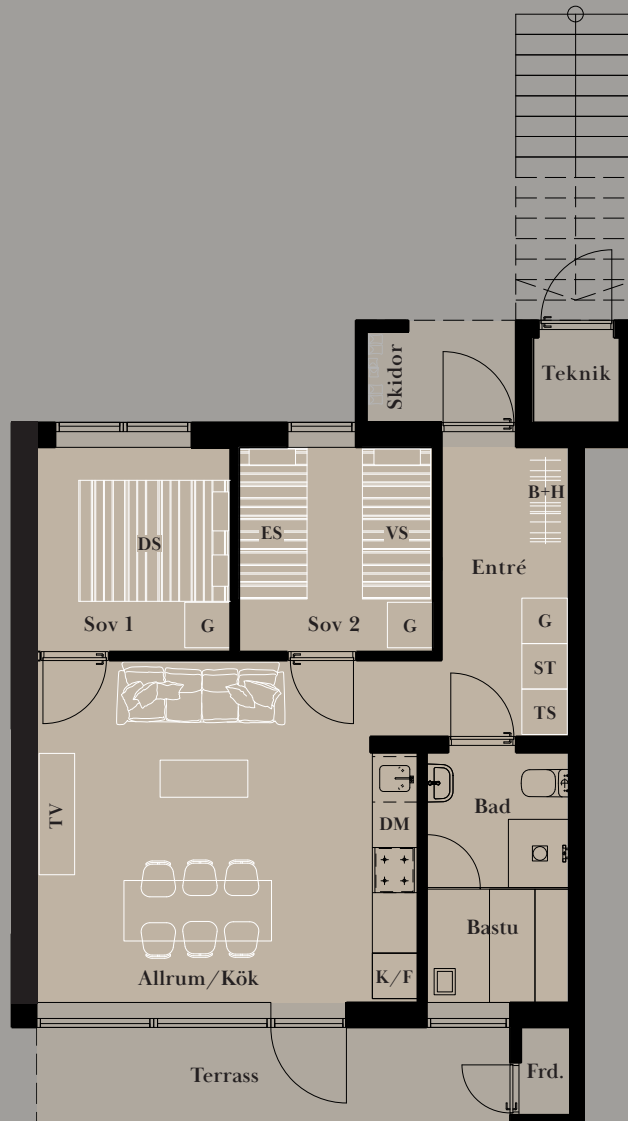 Skidor
Teknik
B+H
DS
ES
VS
Entré
Sov 1
G
Sov 2
G
G
ST
TS
TV
DM
Bad
Bastu
Allrum/Kök
K/F
Terrass
Frd.